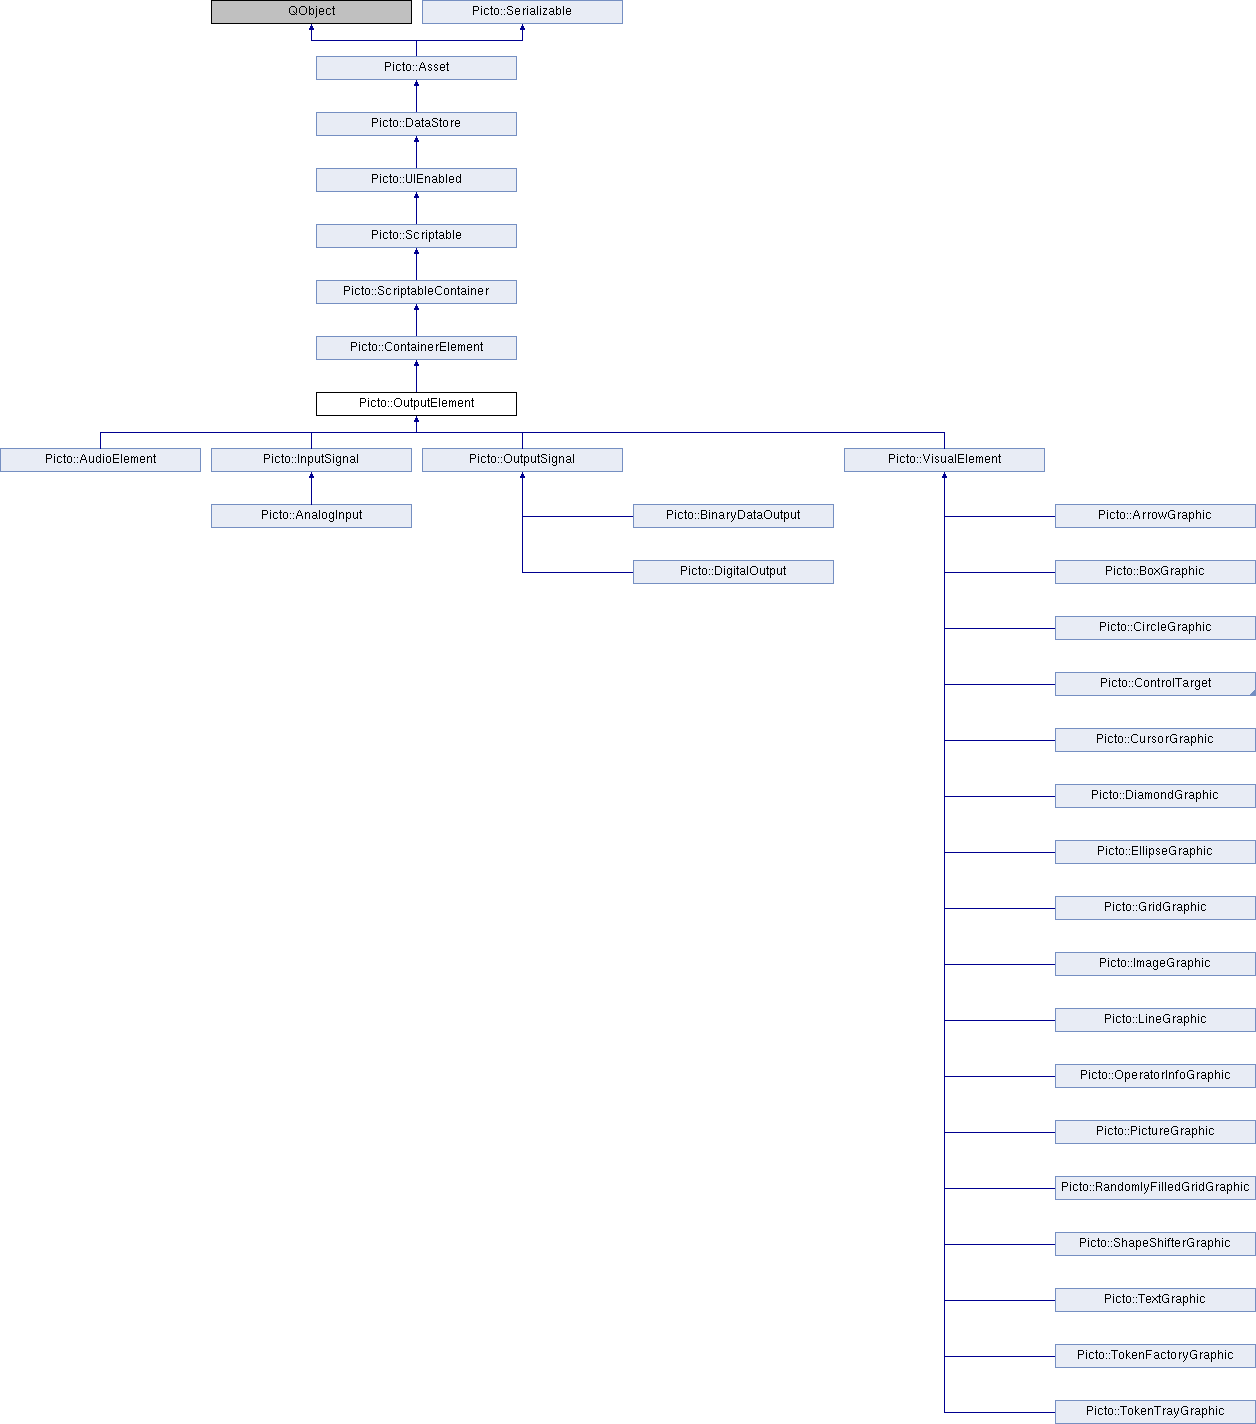 QObject
Picto::Serializable
Picto::Asset
Picto::DataStore
Picto::UIEnabled
Picto::Scriptable
Picto::ScriptableContainer
Picto::ContainerElement
Picto::OutputElement
Picto::AudioElement
Picto::InputSignal
Picto::OutputSignal
Picto::VisualElement
Picto::AnalogInput
Picto::BinaryDataOutput
Picto::ArrowGraphic
Picto::DigitalOutput
Picto::BoxGraphic
Picto::CircleGraphic
Picto::ControlTarget
Picto::CursorGraphic
Picto::DiamondGraphic
Picto::EllipseGraphic
Picto::GridGraphic
Picto::ImageGraphic
Picto::LineGraphic
Picto::OperatorInfoGraphic
Picto::PictureGraphic
Picto::RandomlyFilledGridGraphic
Picto::ShapeShifterGraphic
Picto::TextGraphic
Picto::TokenFactoryGraphic
Picto::TokenTrayGraphic